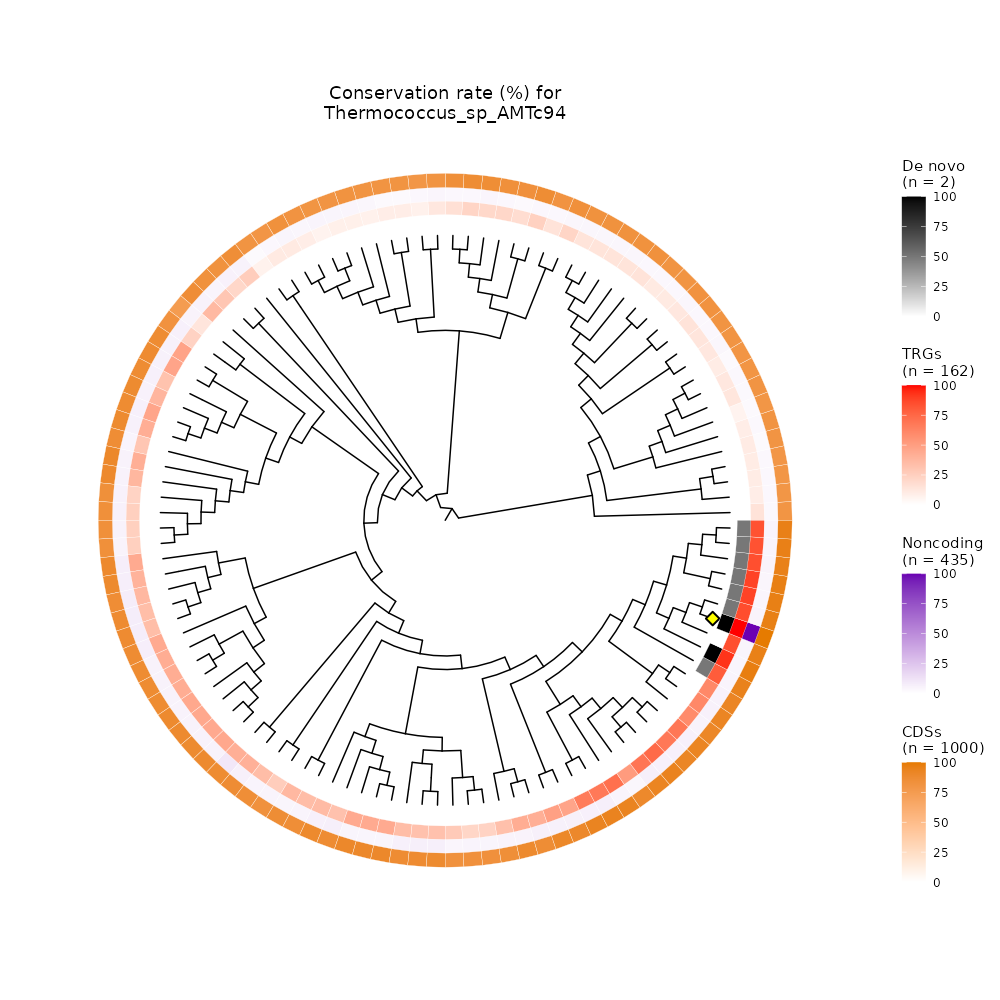 Conservation rate (%) for
Thermococcus_sp_AMTc94
De novo
(n = 2)
100
75
50
25
0
TRGs
(n = 162)
100
75
50
25
0
Noncoding
(n = 435)
100
75
50
25
0
CDSs
(n = 1000)
100
75
50
25
0